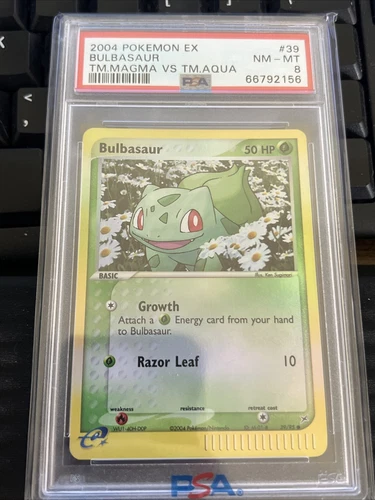 2004 POKEMON EX #39
BULBASAUR NM-MT
TM.MAGMA VS TM.AQUA 8
PSA 66792156
Bulbasaur 50 HP
BASIC
Growth
Attach a Energy card from your hand
to Bulbasaur.
Razor Leaf 10
weakness resistance retreat cost
PSA